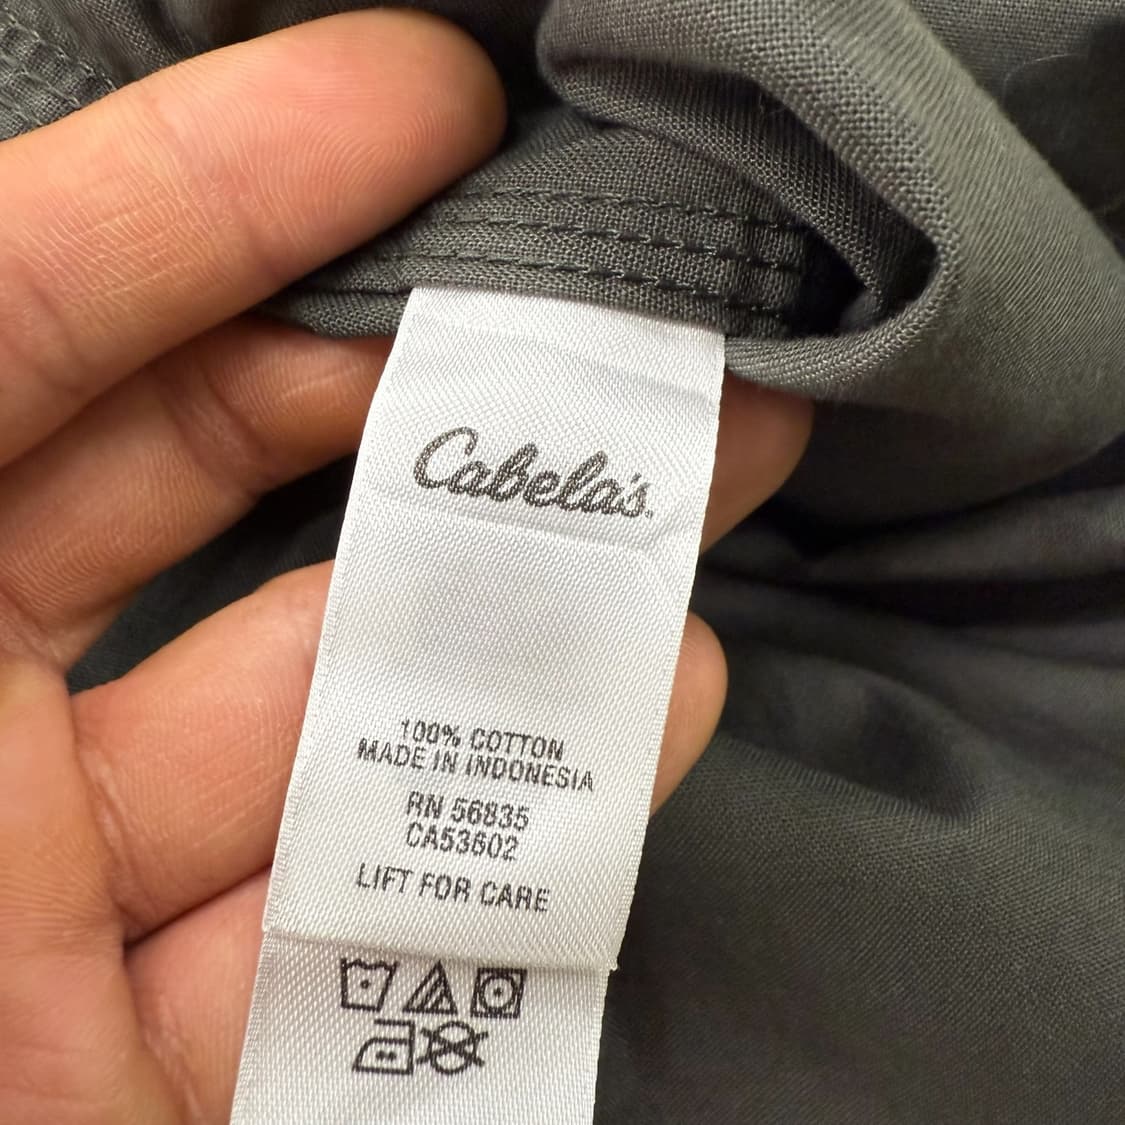 Cabela's.
100% COTTON
MADE IN INDONESIA
RN 56835
CA53602
LIFT FOR CARE